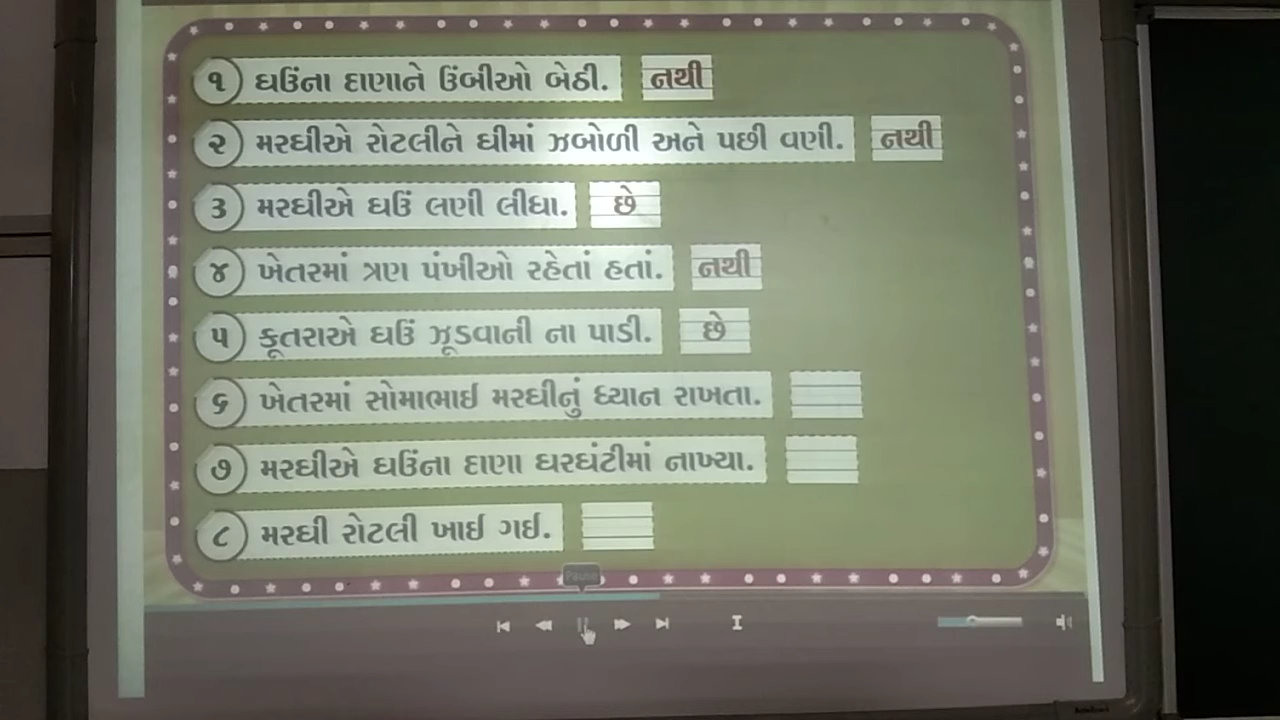 ૧ ઘઉંના દાણાને ઉંબીઓ બેઠી. નથી
૨ મરઘીએ રોટલીને ઘીમાં ઝબોળી અને પછી વણી. નથી
૩ મરઘીએ ઘઉં લણી લીધા. છે
૪ ખેતરમાં ત્રણ પંખીઓ રહેતાં હતાં. નથી
૫ કૂતરાએ ઘઉં ઝૂડવાની ના પાડી. છે
૬ ખેતરમાં સોમાભાઈ મરઘીનું ધ્યાન રાખતા.
૭ મરઘીએ ઘઉંના દાણા ઘરઘંટીમાં નાખ્યા.
૮ મરઘી રોટલી ખાઈ ગઈ.
Pause